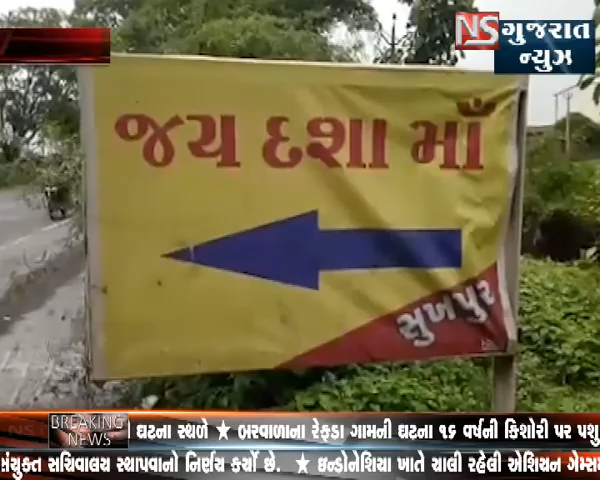 NS ગુજરાત
ન્યુઝ
જય દશા માઁ
સુખપુર
BREAKING
NEWS
ઘટના સ્થળે ★ બરવાળાના રેફડા ગામની ઘટના ૧૬ વર્ષની કિશોરી પર પશુ
સંયુક્ત સચિવાલય સ્થાપવાનો નિર્ણય કર્યો છે. ★ ઇન્ડોનેશિયા ખાતે ચાલી રહેલી એશિયન ગેમ્સ